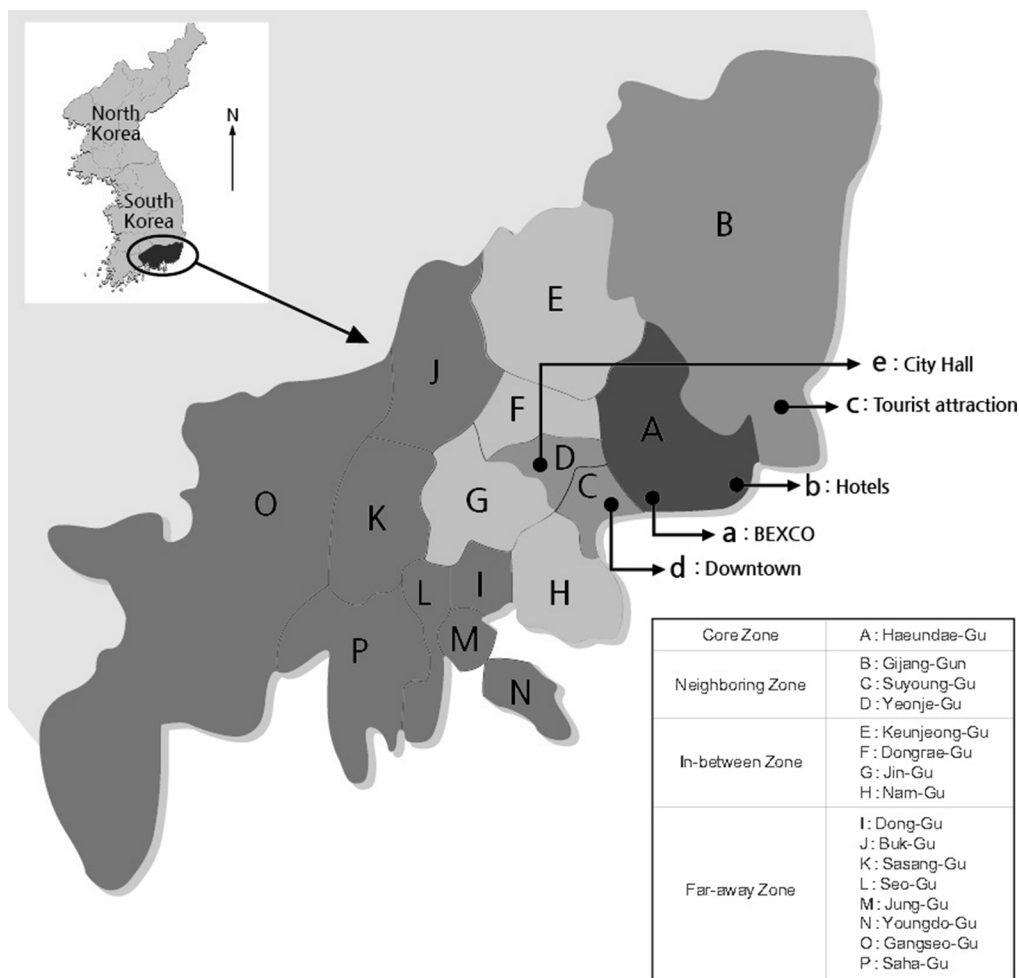 North
Korea
N
South
Korea
B
E
J
e : City Hall
F
c : Tourist attraction
A
D
C
b : Hotels
O
K
G
a : BEXCO
d : Downtown
L
I
H
M
P
N
Core Zone
A : Haeundae-Gu
Neighboring Zone
B : Gijang-Gun
C : Suyoung-Gu
D : Yeonje-Gu
In-between Zone
E : Keunjeong-Gu
F : Dongrae-Gu
G : Jin-Gu
H : Nam-Gu
Far-away Zone
I : Dong-Gu
J : Buk-Gu
K : Sasang-Gu
L : Seo-Gu
M : Jung-Gu
N : Youngdo-Gu
O : Gangseo-Gu
P : Saha-Gu